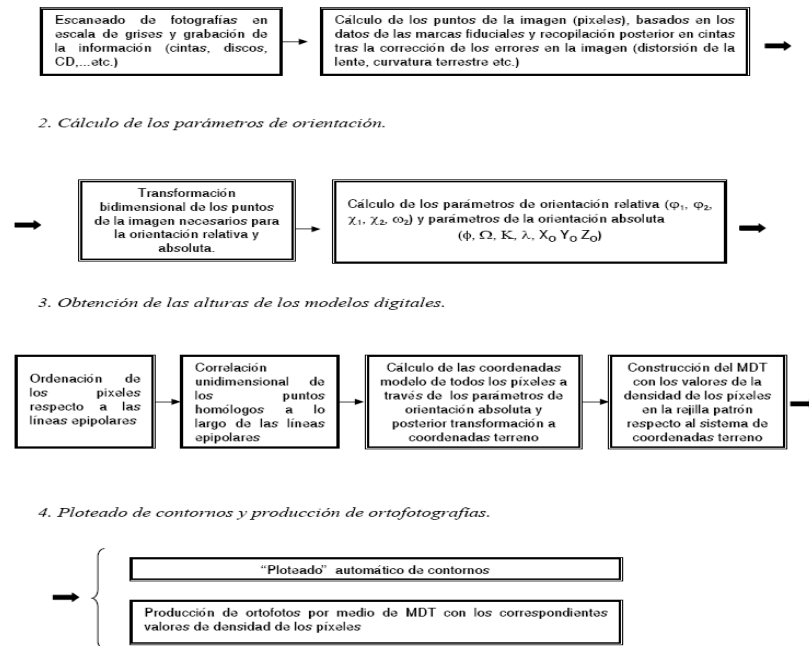 Escaneado de fotografías en
escala de grises y grabación de
la información (cintas, discos,
CD,...etc.)
Cálculo de los puntos de la imagen (pixeles), basados en los
datos de las marcas fiduciales y recopilación posterior en cintas
tras la corrección de los errores en la imagen (distorsión de la
lente, curvatura terrestre etc.)
2. Cálculo de los parámetros de orientación.
Transformación
bidimensional de los puntos
de la imagen necesarios para
la orientación relativa y
absoluta.
Cálculo de los parámetros de orientación relativa (φ₁, φ₂,
χ₁, χ₂, ω₂) y parámetros de la orientación absoluta
(ϕ, Ω, Κ, λ, X₀ Y₀ Z₀)
3. Obtención de las alturas de los modelos digitales.
Ordenación de
los pixeles
respecto a las
líneas epipolares
Correlación
unidimensional de
los puntos
homólogos a lo
largo de las líneas
epipolares
Cálculo de las coordenadas
modelo de todos los píxeles a
través de los parámetros de
orientación absoluta y
posterior transformación a
coordenadas terreno
Construcción del MDT
con los valores de la
densidad de los píxeles
en la rejilla patrón
respecto al sistema de
coordenadas terreno
4. Ploteado de contornos y producción de ortofotografías.
"Ploteado" automático de contornos
Producción de ortofotos por medio de MDT con los correspondientes
valores de densidad de los píxeles